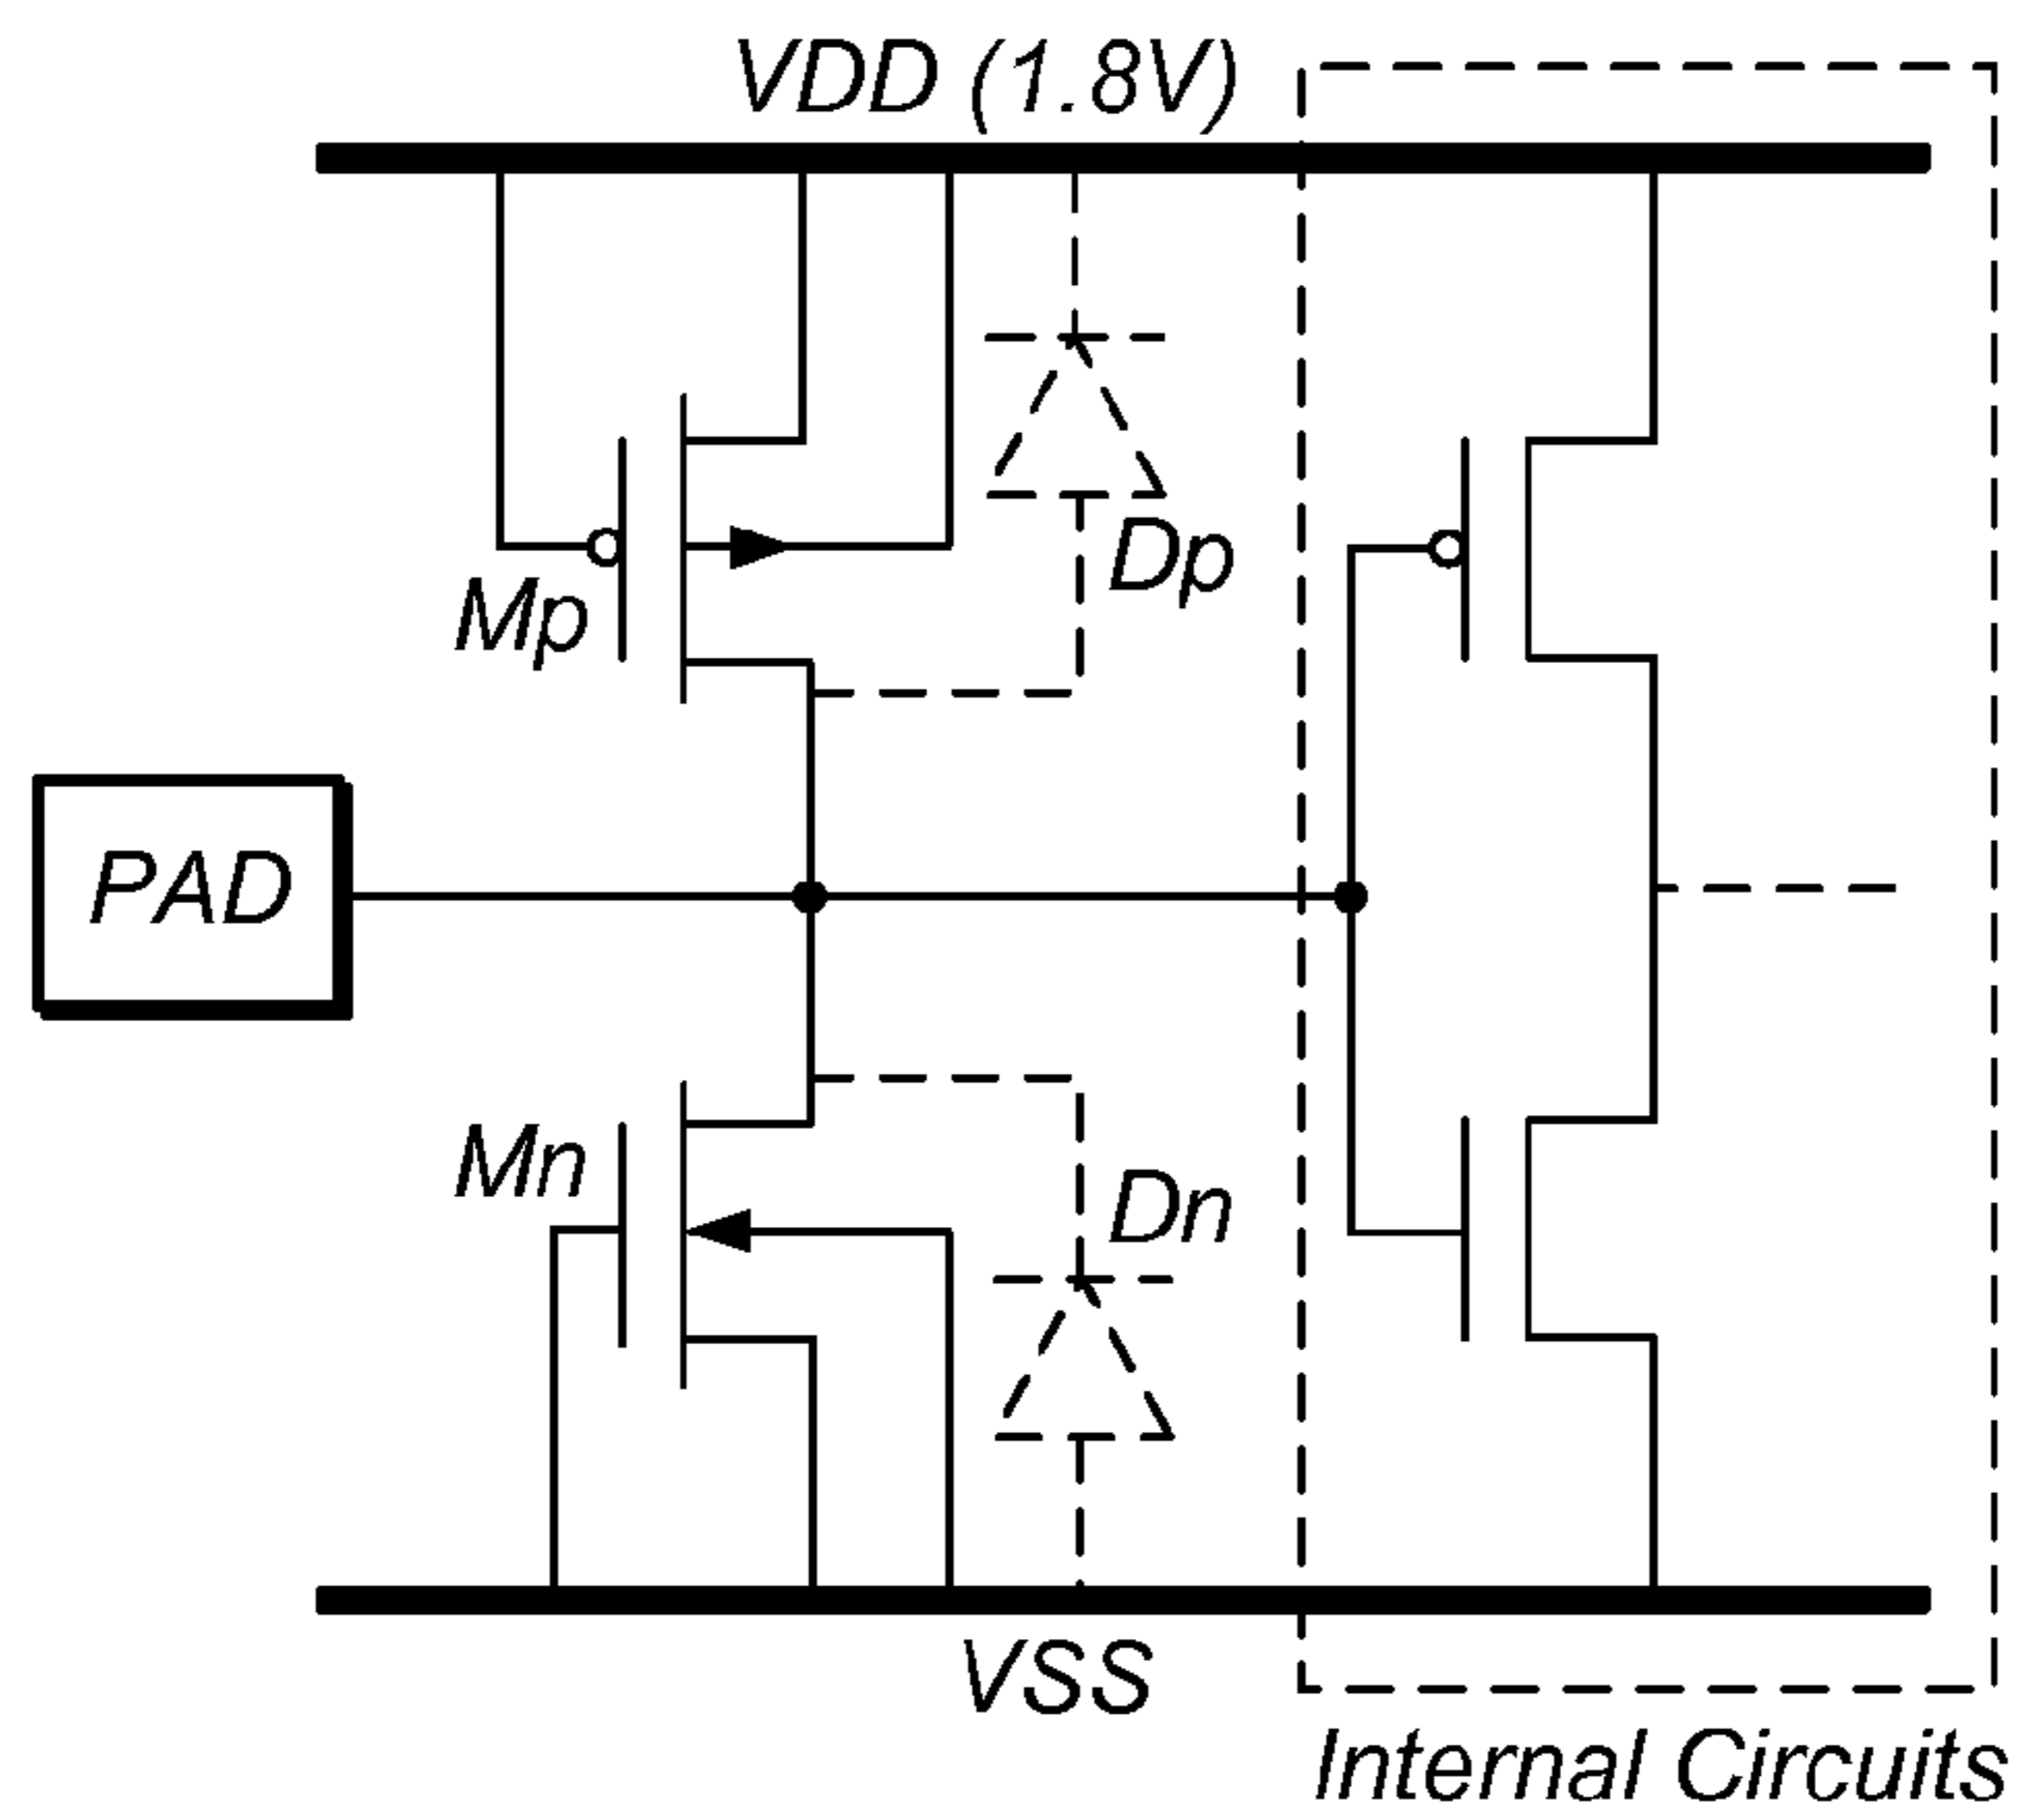 VDD (1.8V)
Dp
Mp
PAD
Mn
Dn
VSS
Internal Circuits